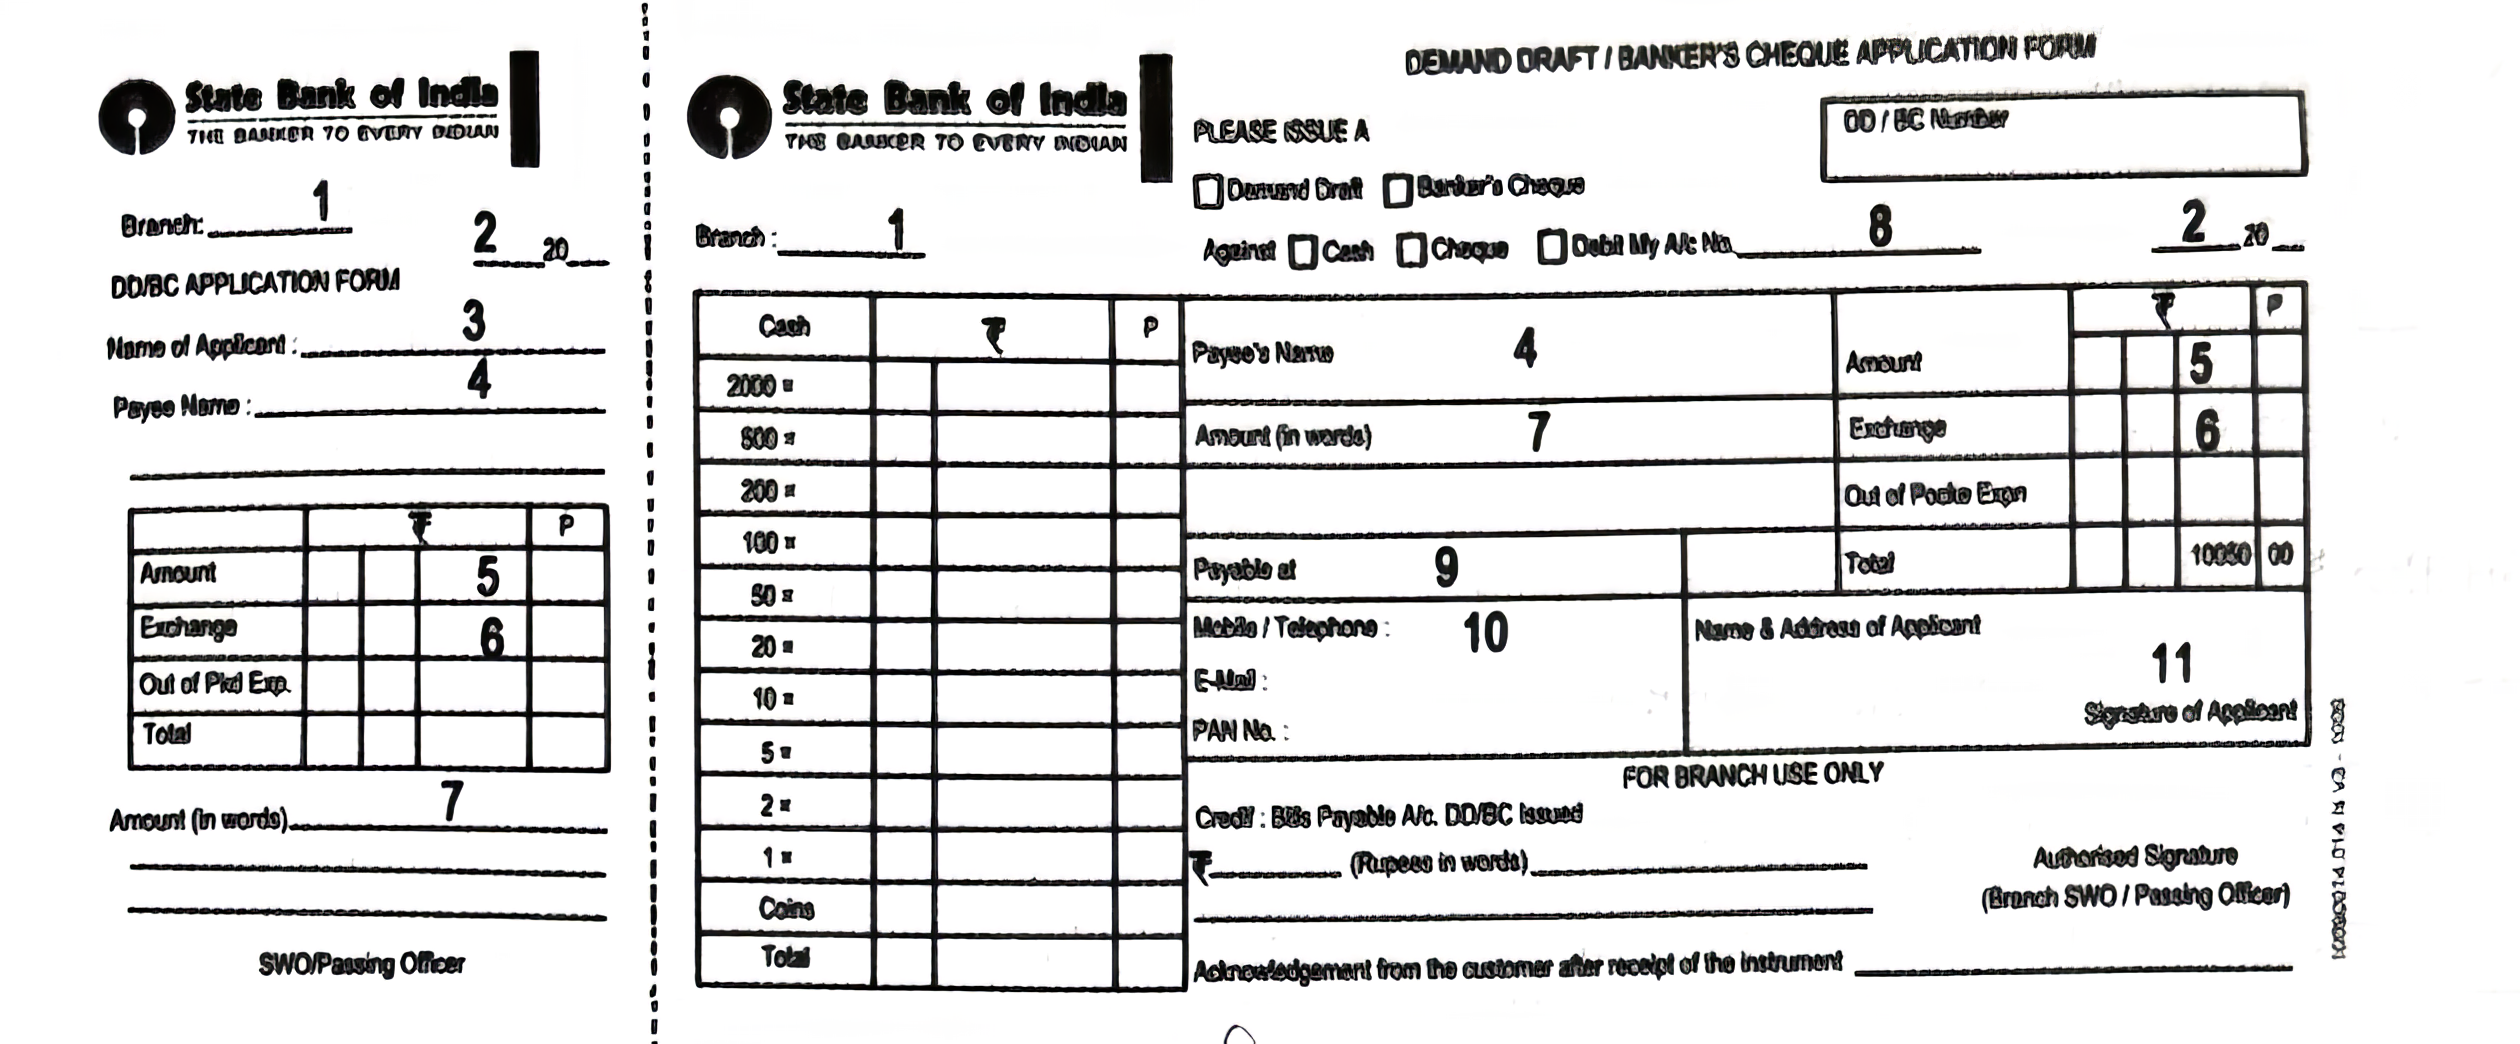 State Bank of India
THE BANKER TO EVERY INDIAN
Branch: 1
2 20
DD/BC APPLICATION FORM
Name of Applicant : 3
Payee Name : 4
₹ P
Amount 5
Exchange 6
Out of Pkt Exp.
Total
Amount (in words) 7
SWO/Passing Officer
DEMAND DRAFT / BANKER'S CHEQUE APPLICATION FORM
State Bank of India
THE BANKER TO EVERY INDIAN
PLEASE ISSUE A
DD / BC Number
Demand Draft Banker's Cheque
Branch : 1
Against Cash Cheque Debit My A/c No. 8
2 20
Cash ₹ P
2000 =
500 =
200 =
100 =
50 =
20 =
10 =
5 =
2 =
1 =
Coins
Total
Payee's Name 4
Amount (in words) 7
Payable at 9
₹ P
Amount 5
Exchange 6
Out of Exp
Total 10050 00
Mobile / Telephone : 10
E-Mail :
PAN No. :
Name & Address of Applicant
11
Signature of Applicant
FOR BRANCH USE ONLY
Credit : Bills Payable A/c. DD/BC Issued
₹ (Rupees in words)
Authorised Signature
(Branch SWO / Passing Officer)
Acknowledgement from the customer after receipt of the instrument